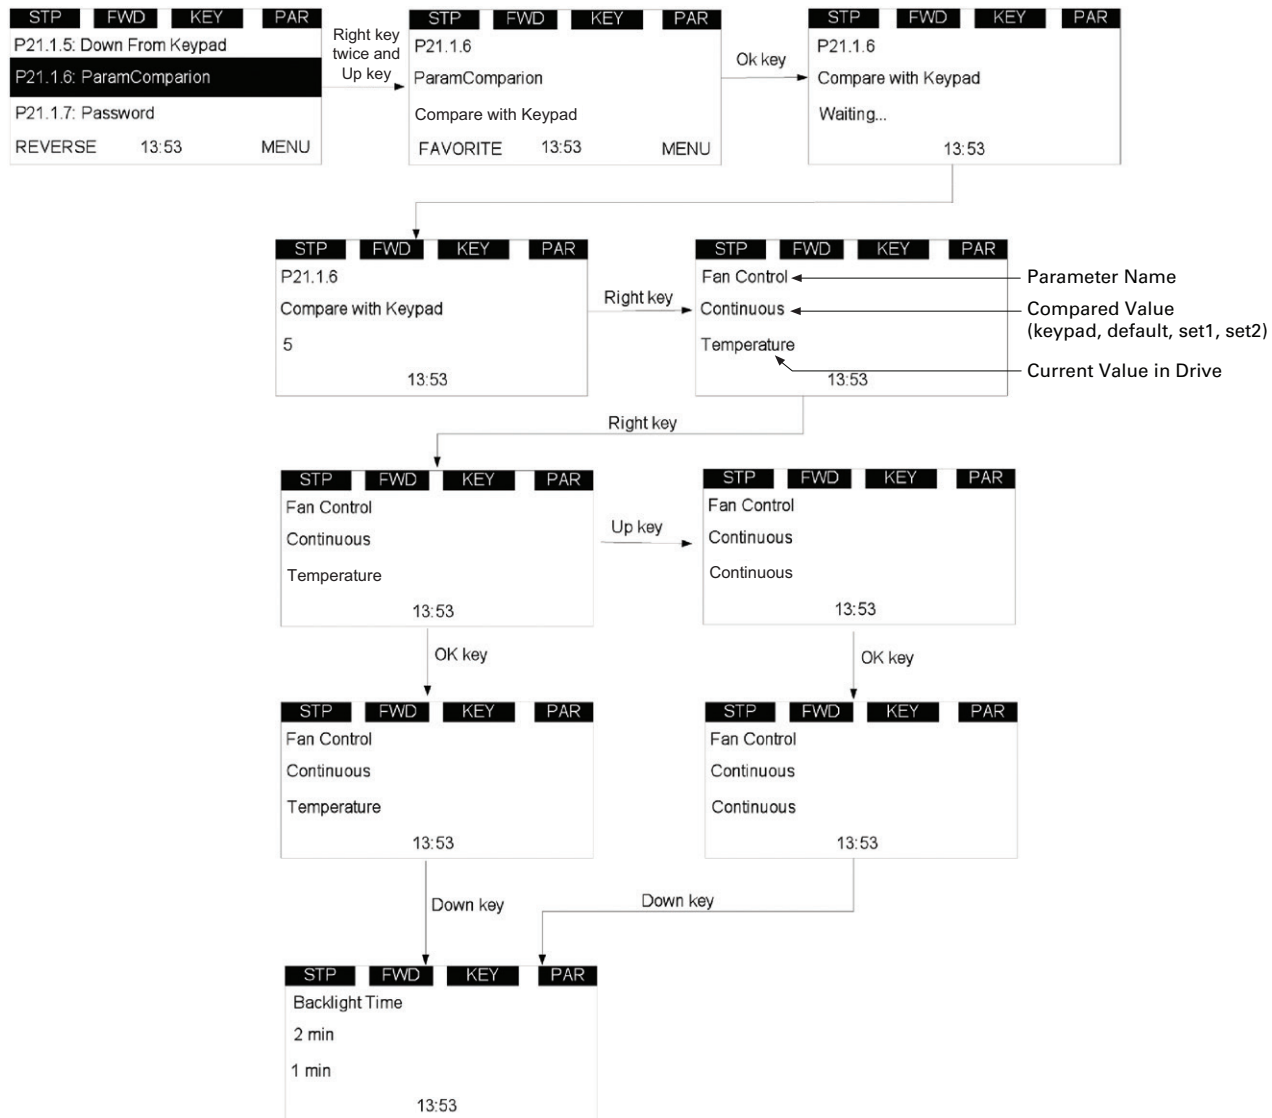 STP FWD KEY PAR
P21.1.5: Down From Keypad
P21.1.6: ParamComparion
P21.1.7: Password
REVERSE 13:53 MENU
Right key
twice and
Up key
STP FWD KEY PAR
P21.1.6
ParamComparion
Compare with Keypad
FAVORITE 13:53 MENU
Ok key
STP FWD KEY PAR
P21.1.6
Compare with Keypad
Waiting...
13:53
STP FWD KEY PAR
P21.1.6
Compare with Keypad
5
13:53
Right key
STP FWD KEY PAR
Fan Control
Continuous
Temperature
13:53
Parameter Name
Compared Value
(keypad, default, set1, set2)
Current Value in Drive
Right key
STP FWD KEY PAR
Fan Control
Continuous
Temperature
13:53
Up key
STP FWD KEY PAR
Fan Control
Continuous
Continuous
13:53
OK key
OK key
STP FWD KEY PAR
Fan Control
Continuous
Temperature
13:53
STP FWD KEY PAR
Fan Control
Continuous
Continuous
13:53
Down key
Down key
STP FWD KEY PAR
Backlight Time
2 min
1 min
13:53